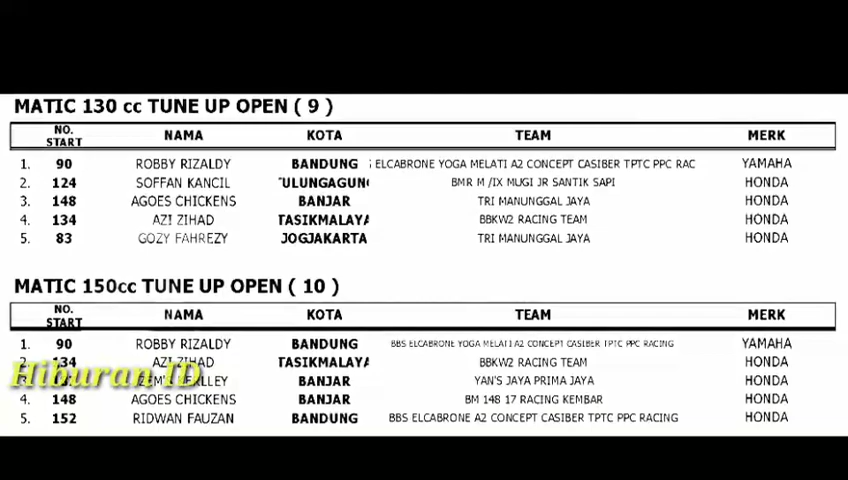 MATIC 130 cc TUNE UP OPEN ( 9 )
NO. START NAMA KOTA TEAM MERK
1. 90 ROBBY RIZALDY BANDUNG ELCABRONE YOGA MELATI A2 CONCEPT CASIBER TPTC PPC RAC YAMAHA
2. 124 SOFFAN KANCIL TULUNGAGUNG BMR M /IX MUGI JR SANTIK SAPI HONDA
3. 148 AGOES CHICKENS BANJAR TRI MANUNGGAL JAYA HONDA
4. 134 AZI ZIHAD TASIKMALAYA BBKW2 RACING TEAM HONDA
5. 83 GOZY FAHREZY JOGJAKARTA TRI MANUNGGAL JAYA HONDA
MATIC 150cc TUNE UP OPEN ( 10 )
NO. START NAMA KOTA TEAM MERK
1. 90 ROBBY RIZALDY BANDUNG BBS ELCABRONE YOGA MELATI A2 CONCEPT CASIBER TPTC PPC RACING YAMAHA
2. 134 AZI ZIHAD TASIKMALAYA BBKW2 RACING TEAM HONDA
Hiburan ID
BANJAR YAN'S JAYA PRIMA JAYA HONDA
4. 148 AGOES CHICKENS BANJAR BM 148 17 RACING KEMBAR HONDA
5. 152 RIDWAN FAUZAN BANDUNG BBS ELCABRONE A2 CONCEPT CASIBER TPTC PPC RACING HONDA